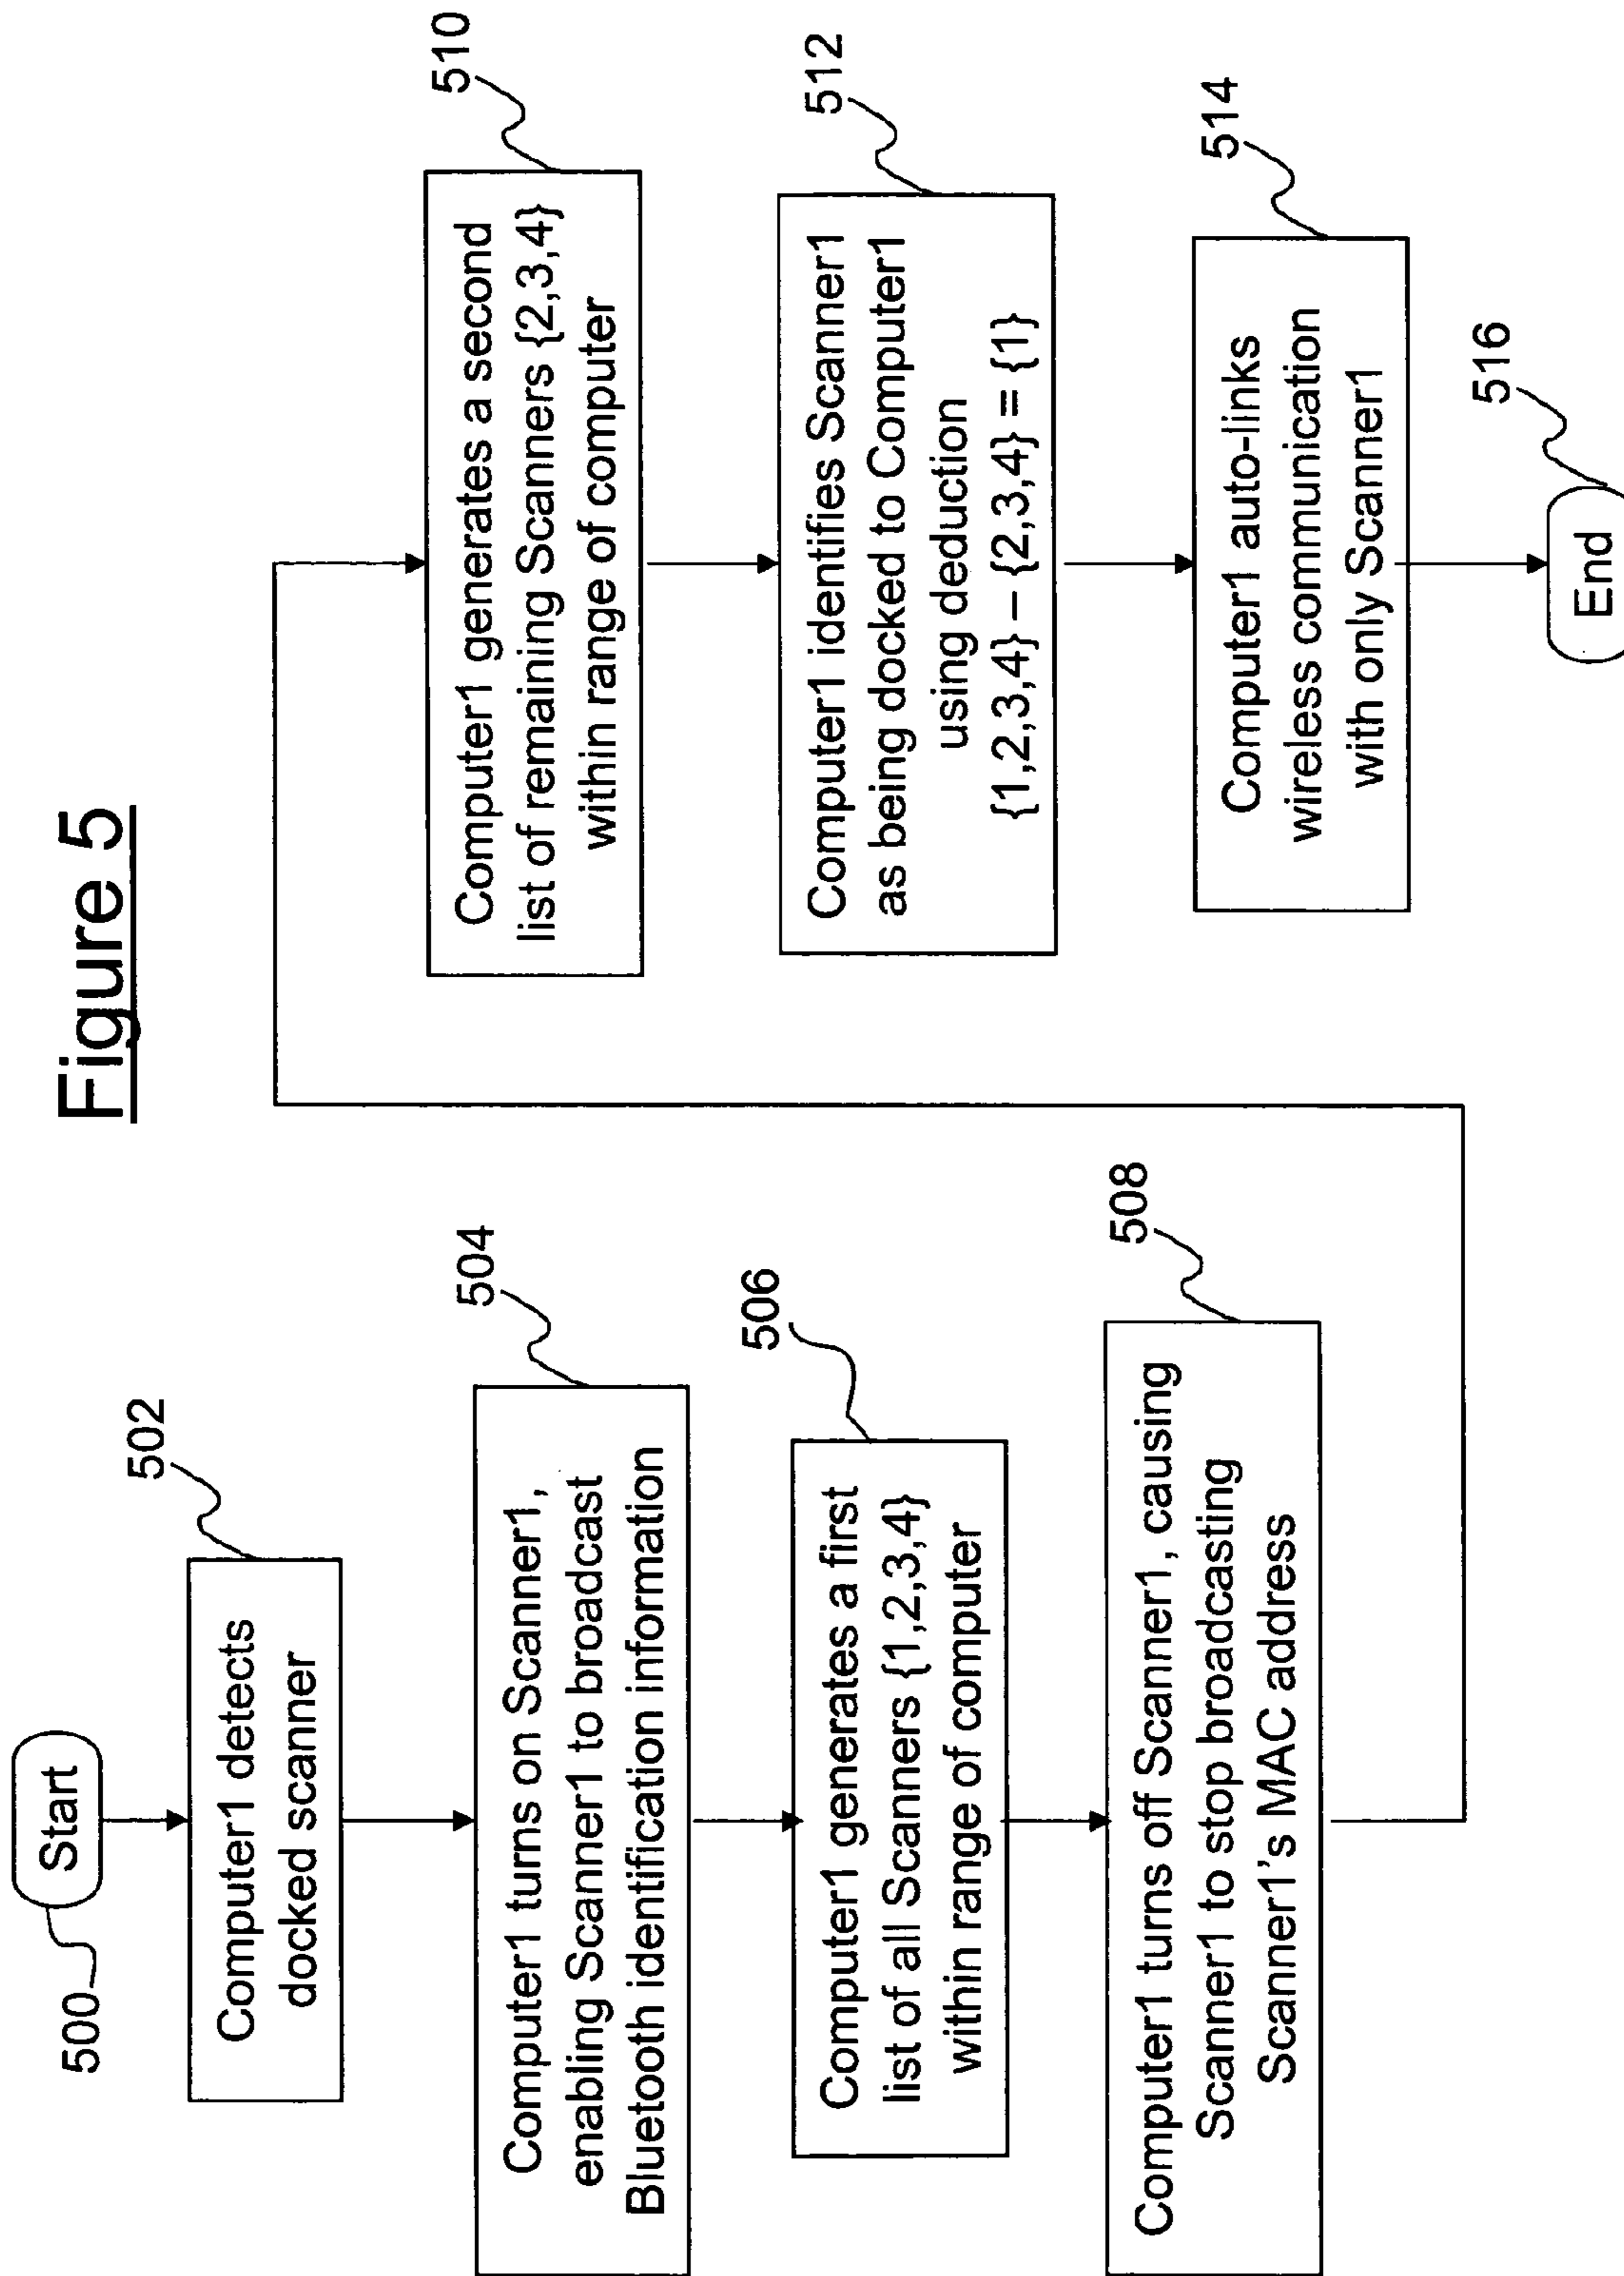 Figure 5
Start
500
Computer1 detects
docked scanner
502
Computer1 turns on Scanner1,
enabling Scanner1 to broadcast
Bluetooth identification information
504
Computer1 generates a first
list of all Scanners {1,2,3,4}
within range of computer
506
Computer1 turns off Scanner1, causing
Scanner1 to stop broadcasting
Scanner1's MAC address
508
Computer1 generates a second
list of remaining Scanners {2,3,4}
within range of computer
510
Computer1 identifies Scanner1
as being docked to Computer1
using deduction
{1,2,3,4} – {2,3,4} = {1}
512
Computer1 auto-links
wireless communication
with only Scanner1
514
End
516